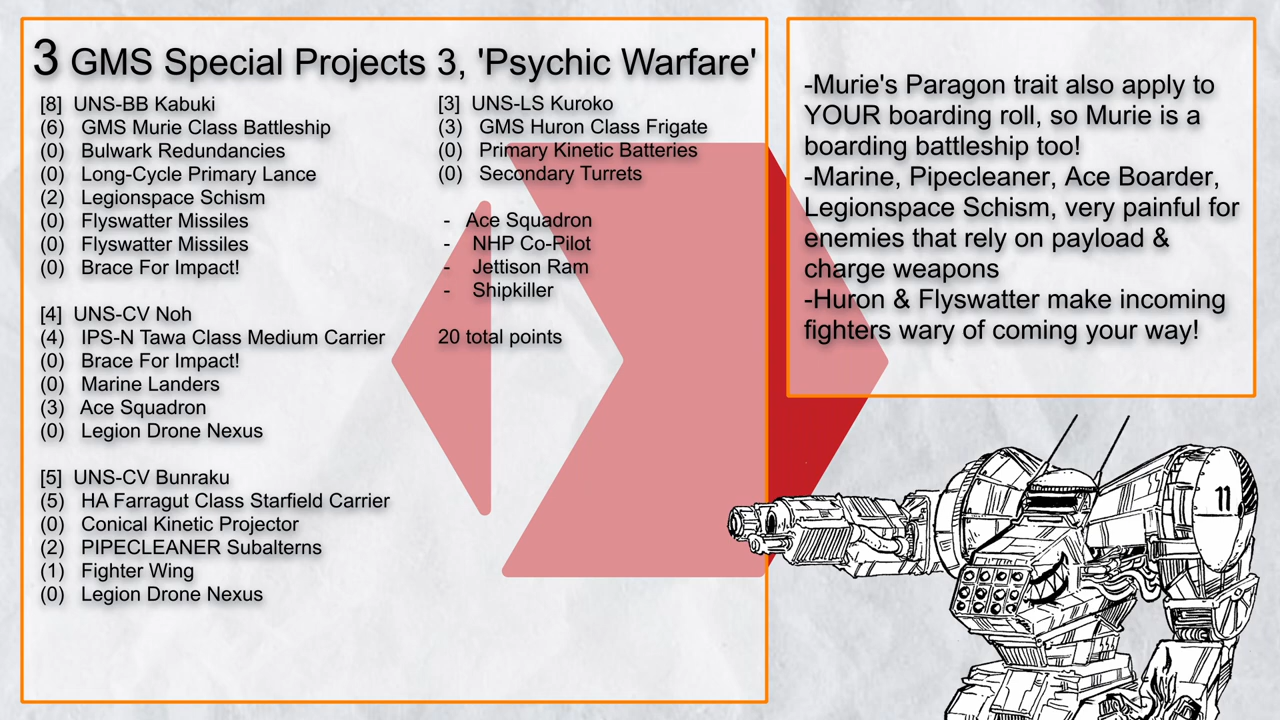 3 GMS Special Projects 3, 'Psychic Warfare'
[8] UNS-BB Kabuki
(6) GMS Murie Class Battleship
(0) Bulwark Redundancies
(0) Long-Cycle Primary Lance
(2) Legionspace Schism
(0) Flyswatter Missiles
(0) Flyswatter Missiles
(0) Brace For Impact!
[4] UNS-CV Noh
(4) IPS-N Tawa Class Medium Carrier
(0) Brace For Impact!
(0) Marine Landers
(3) Ace Squadron
(0) Legion Drone Nexus
[5] UNS-CV Bunraku
(5) HA Farragut Class Starfield Carrier
(0) Conical Kinetic Projector
(2) PIPECLEANER Subalterns
(1) Fighter Wing
(0) Legion Drone Nexus
[3] UNS-LS Kuroko
(3) GMS Huron Class Frigate
(0) Primary Kinetic Batteries
(0) Secondary Turrets
- Ace Squadron
- NHP Co-Pilot
- Jettison Ram
- Shipkiller
20 total points
-Murie's Paragon trait also apply to
YOUR boarding roll, so Murie is a
boarding battleship too!
-Marine, Pipecleaner, Ace Boarder,
Legionspace Schism, very painful for
enemies that rely on payload &
charge weapons
-Huron & Flyswatter make incoming
fighters wary of coming your way!
11